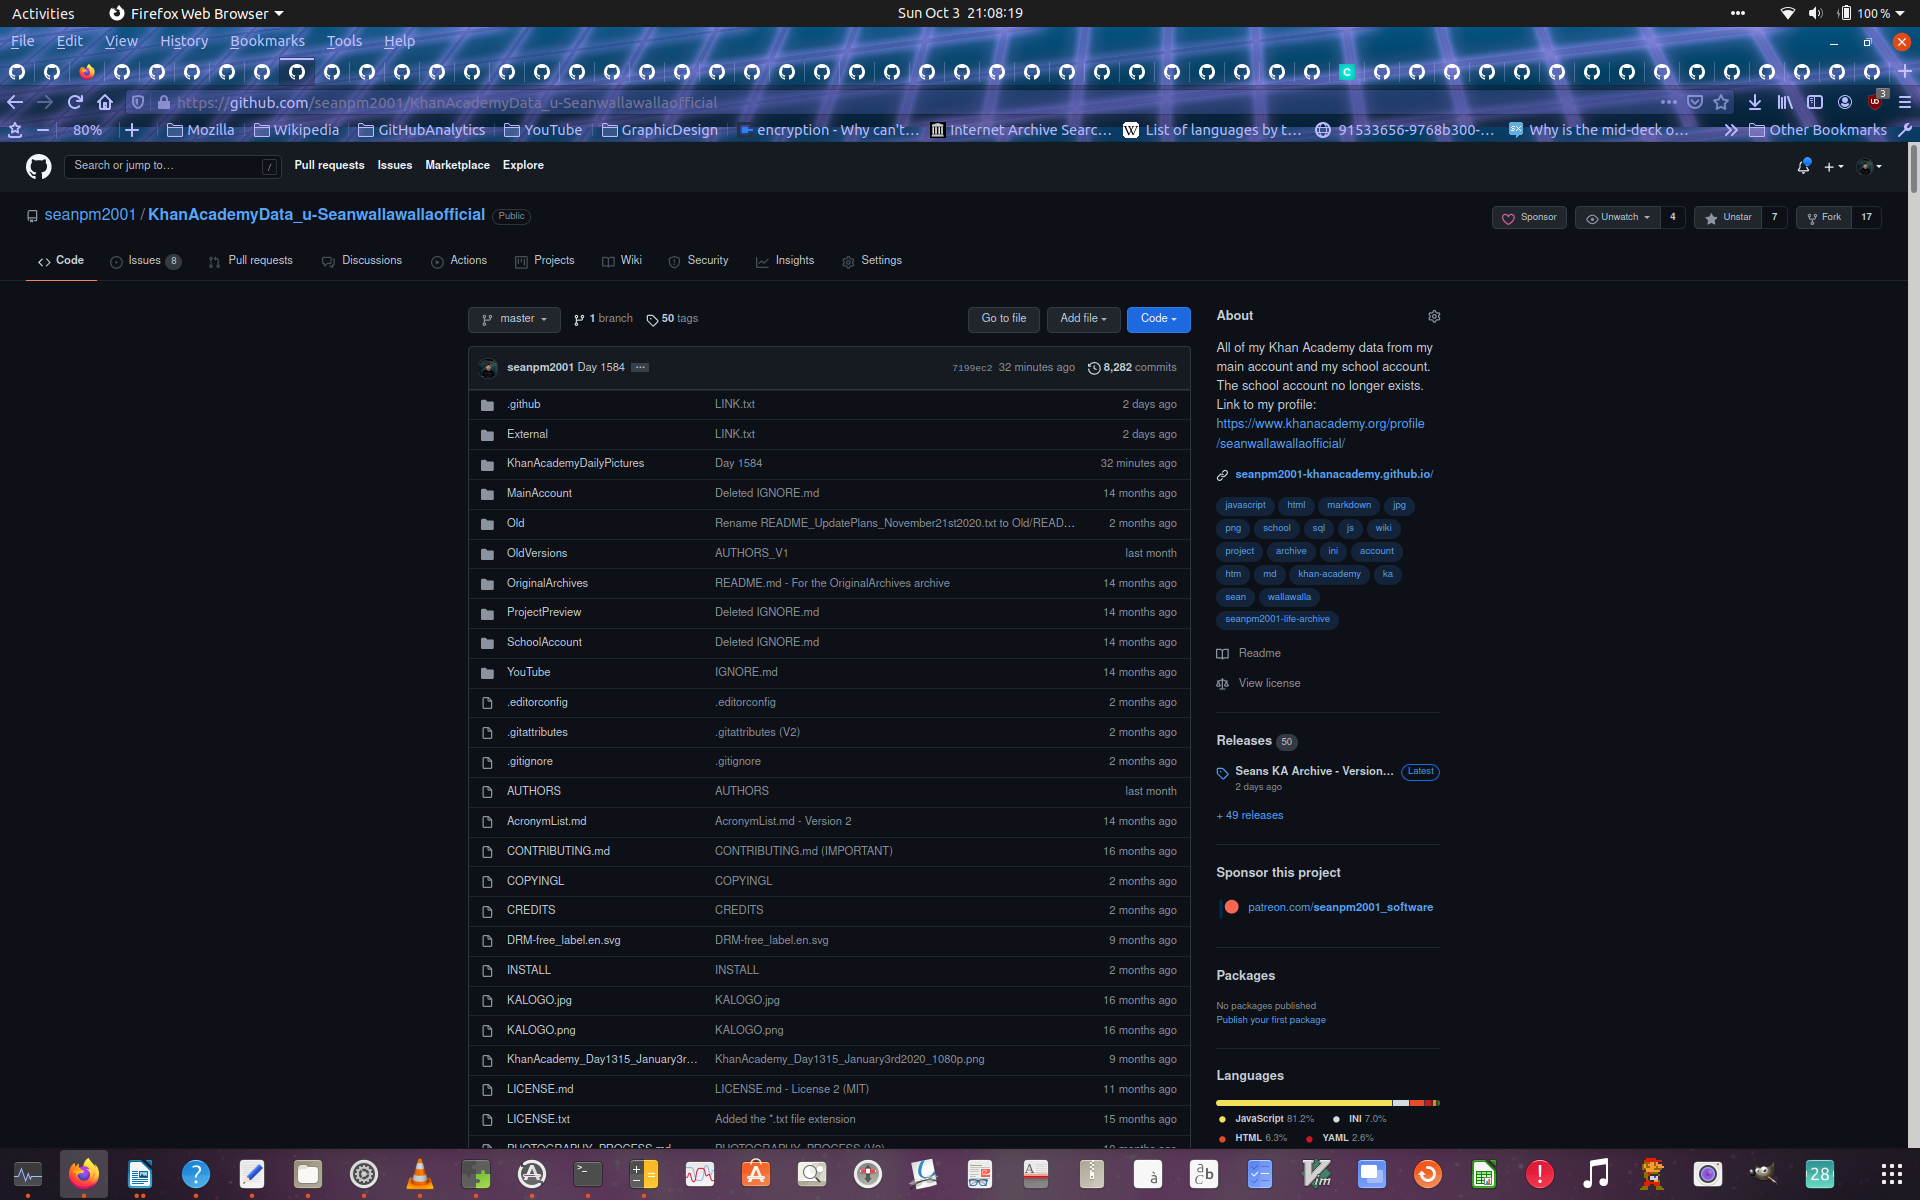 Activities Firefox Web Browser Sun Oct 3 21:08:19 100 %
File Edit View History Bookmarks Tools Help
https://github.com/seanpm2001/KhanAcademyData_u-Seanwallawallaofficial 3
80% Mozilla Wikipedia GitHubAnalytics YouTube GraphicDesign encryption - Why can't… Internet Archive Searc… List of languages by t… 91533656-9768b300-… Why is the mid-deck o… Other Bookmarks
Search or jump to… / Pull requests Issues Marketplace Explore
seanpm2001 / KhanAcademyData_u-Seanwallawallaofficial Public Sponsor Unwatch 4 Unstar 7 Fork 17
Code Issues 8 Pull requests Discussions Actions Projects Wiki Security Insights Settings
master 1 branch 50 tags Go to file Add file Code
seanpm2001 Day 1584 ... 7199ec2 32 minutes ago 8,282 commits
.github LINK.txt 2 days ago
External LINK.txt 2 days ago
KhanAcademyDailyPictures Day 1584 32 minutes ago
MainAccount Deleted IGNORE.md 14 months ago
Old Rename README_UpdatePlans_November21st2020.txt to Old/READ… 2 months ago
OldVersions AUTHORS_V1 last month
OriginalArchives README.md - For the OriginalArchives archive 14 months ago
ProjectPreview Deleted IGNORE.md 14 months ago
SchoolAccount Deleted IGNORE.md 14 months ago
YouTube IGNORE.md 14 months ago
.editorconfig .editorconfig 2 months ago
.gitattributes .gitattributes (V2) 2 months ago
.gitignore .gitignore 2 months ago
AUTHORS AUTHORS last month
AcronymList.md AcronymList.md - Version 2 14 months ago
CONTRIBUTING.md CONTRIBUTING.md (IMPORTANT) 16 months ago
COPYINGL COPYINGL 2 months ago
CREDITS CREDITS 2 months ago
DRM-free_label.en.svg DRM-free_label.en.svg 9 months ago
INSTALL INSTALL 2 months ago
KALOGO.jpg KALOGO.jpg 16 months ago
KALOGO.png KALOGO.png 16 months ago
KhanAcademy_Day1315_January3r… KhanAcademy_Day1315_January3rd2020_1080p.png 9 months ago
LICENSE.md LICENSE.md - License 2 (MIT) 11 months ago
LICENSE.txt Added the *.txt file extension 15 months ago
About
All of my Khan Academy data from my
main account and my school account.
The school account no longer exists.
Link to my profile:
https://www.khanacademy.org/profile
/seanwallawallaofficial/
seanpm2001-khanacademy.github.io/
javascript html markdown jpg
png school sql js wiki
project archive ini account
htm md khan-academy ka
sean wallawalla
seanpm2001-life-archive
Readme
View license
Releases 50
Seans KA Archive - Version… Latest
2 days ago
+ 49 releases
Sponsor this project
patreon.com/seanpm2001_software
Packages
No packages published
Publish your first package
Languages
JavaScript 81.2% INI 7.0%
HTML 6.3% YAML 2.6%
28